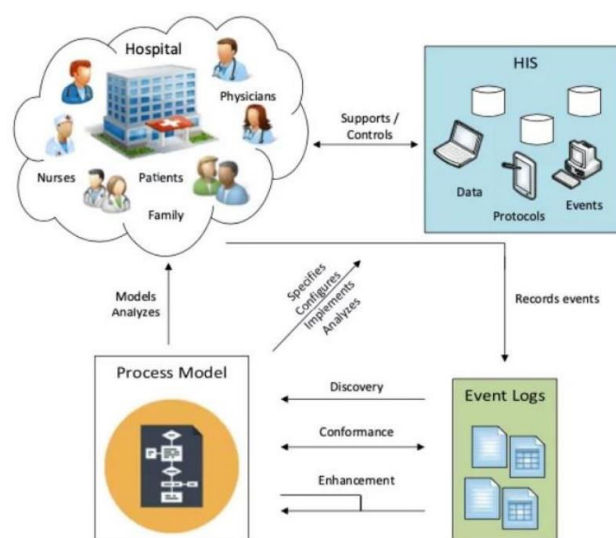 Hospital
Physicians
Nurses
Patients
Family
HIS
Data
Protocols
Events
Supports /
Controls
Models
Analyzes
Specifies
Configures
Implements
Analyzes
Records events
Process Model
Discovery
Conformance
Enhancement
Event Logs